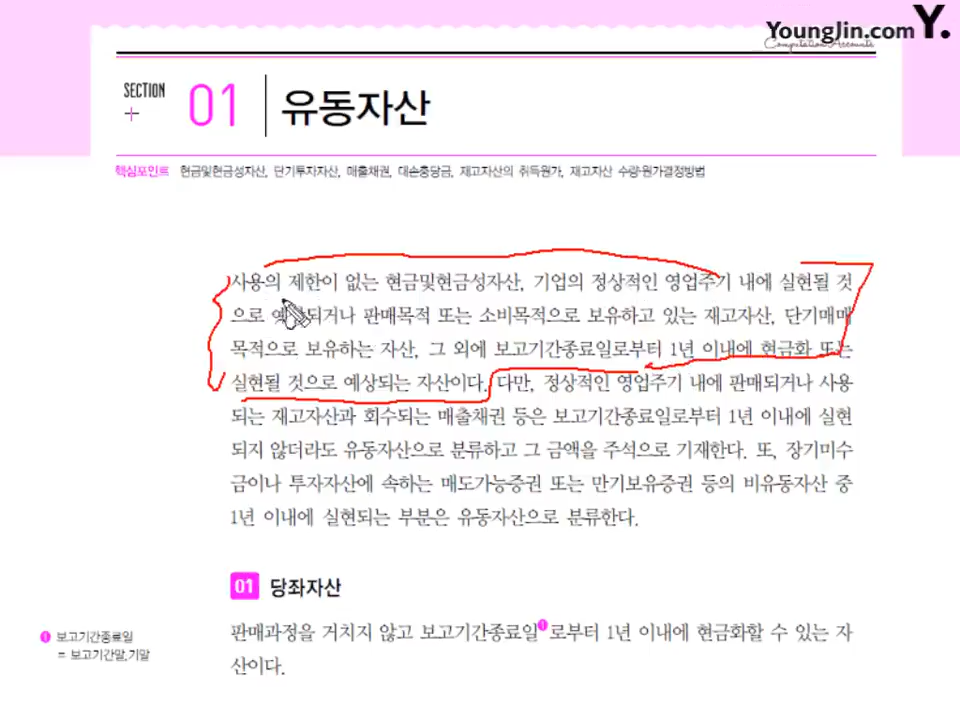 YoungJin.com Y.
Computation Accounts
SECTION
01 유동자산
핵심포인트 현금및현금성자산, 단기투자자산, 매출채권, 대손충당금, 재고자산의 취득원가, 재고자산 수량·원가결정방법
사용의 제한이 없는 현금및현금성자산, 기업의 정상적인 영업주기 내에 실현될 것
으로 예상되거나 판매목적 또는 소비목적으로 보유하고 있는 재고자산, 단기매매
목적으로 보유하는 자산, 그 외에 보고기간종료일로부터 1년 이내에 현금화 또는
실현될 것으로 예상되는 자산이다. 다만, 정상적인 영업주기 내에 판매되거나 사용
되는 재고자산과 회수되는 매출채권 등은 보고기간종료일로부터 1년 이내에 실현
되지 않더라도 유동자산으로 분류하고 그 금액을 주석으로 기재한다. 또, 장기미수
금이나 투자자산에 속하는 매도가능증권 또는 만기보유증권 등의 비유동자산 중
1년 이내에 실현되는 부분은 유동자산으로 분류한다.
01 당좌자산
판매과정을 거치지 않고 보고기간종료일❶로부터 1년 이내에 현금화할 수 있는 자
산이다.
❶ 보고기간종료일
= 보고기간말,기말